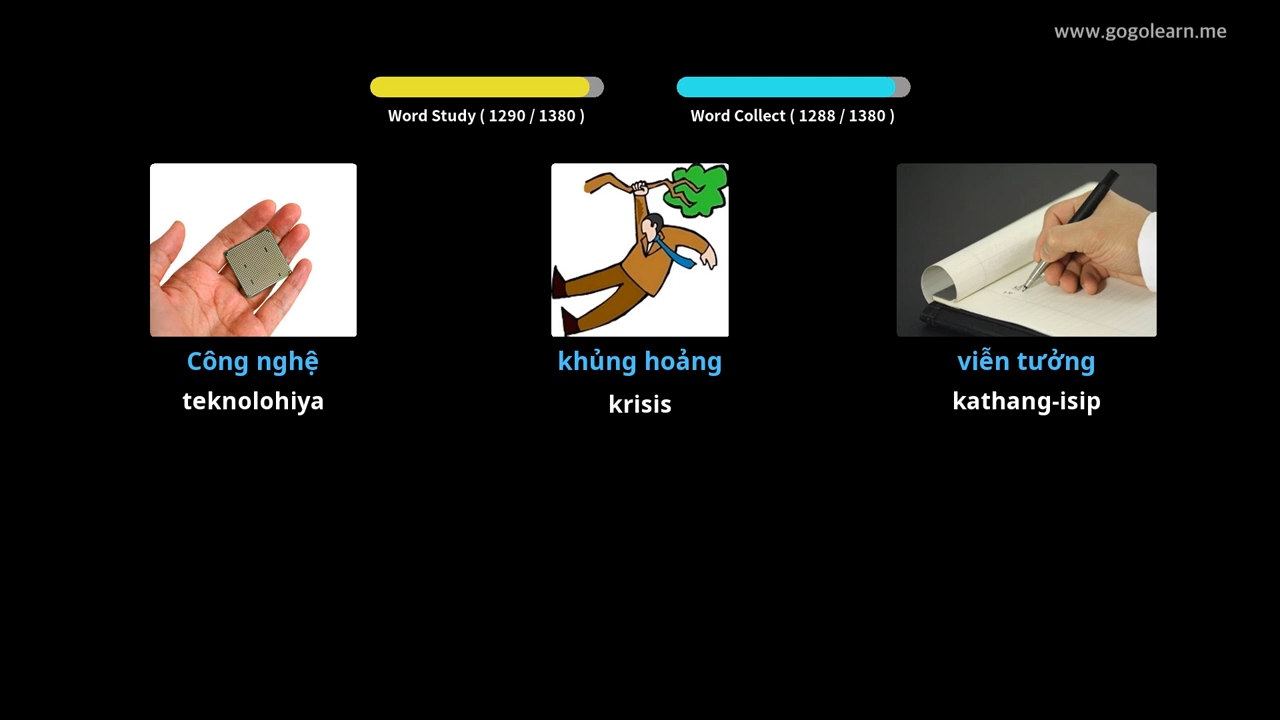 www.gogolearn.me
Word Study ( 1290 / 1380 )
Word Collect ( 1288 / 1380 )
Công nghệ
teknolohiya
khủng hoảng
krisis
viễn tưởng
kathang-isip